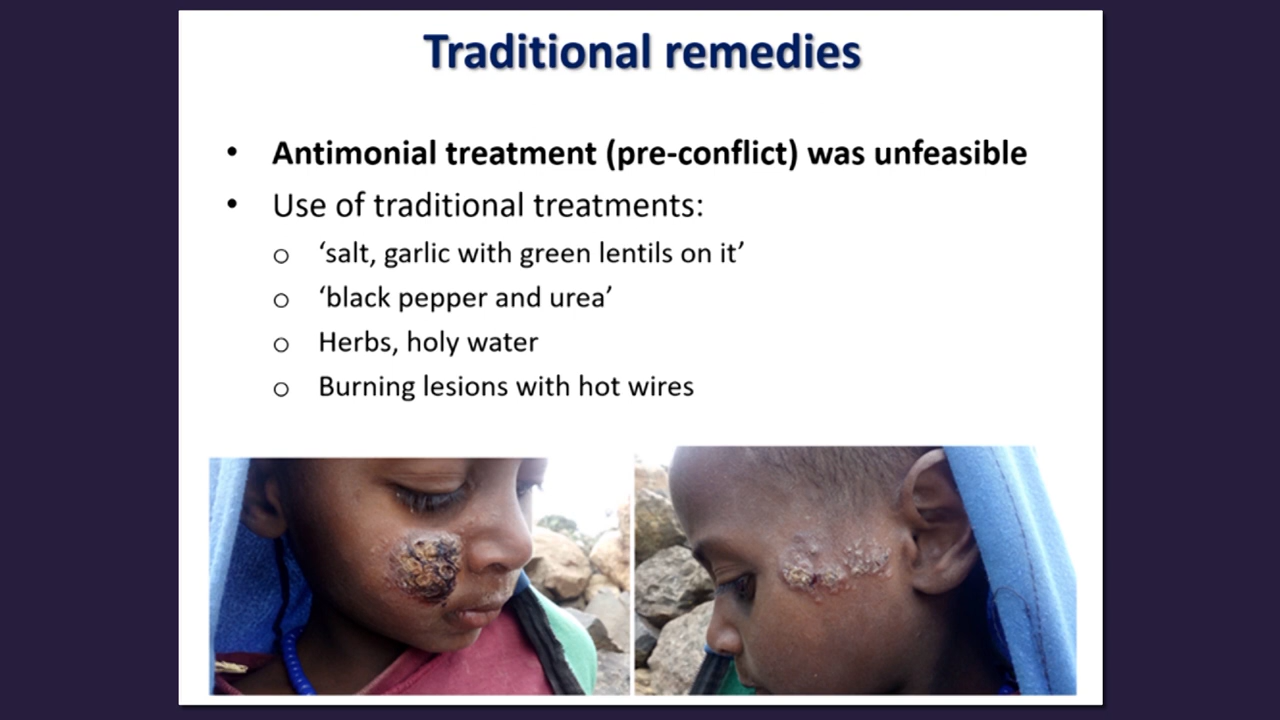 Traditional remedies
• Antimonial treatment (pre-conflict) was unfeasible
• Use of traditional treatments:
o ‘salt, garlic with green lentils on it’
o ‘black pepper and urea’
o Herbs, holy water
o Burning lesions with hot wires